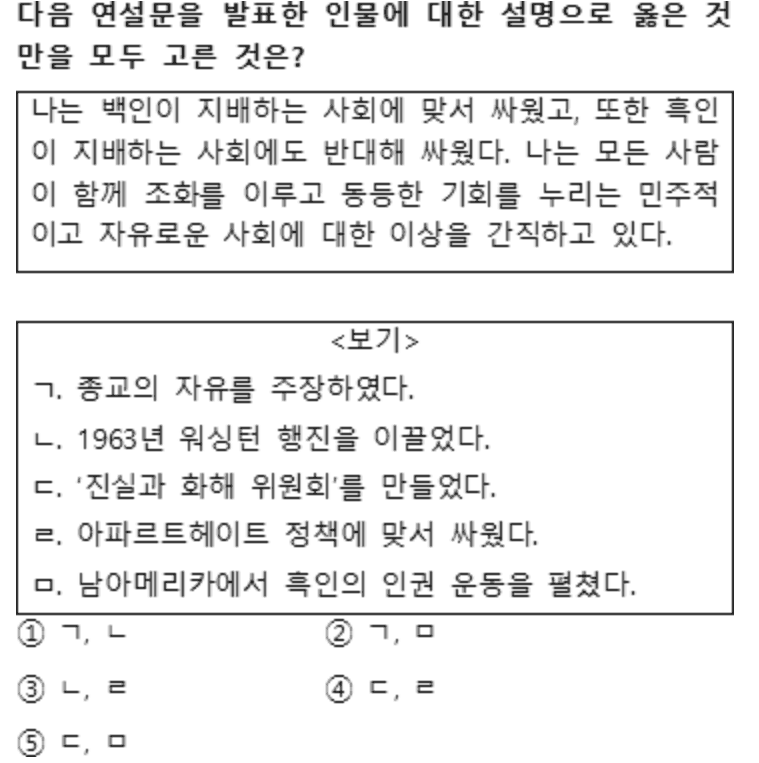 다음 연설문을 발표한 인물에 대한 설명으로 옳은 것
만을 모두 고른 것은?
나는 백인이 지배하는 사회에 맞서 싸웠고, 또한 흑인
이 지배하는 사회에도 반대해 싸웠다. 나는 모든 사람
이 함께 조화를 이루고 동등한 기회를 누리는 민주적
이고 자유로운 사회에 대한 이상을 간직하고 있다.
<보기>
ㄱ. 종교의 자유를 주장하였다.
ㄴ. 1963년 워싱턴 행진을 이끌었다.
ㄷ. '진실과 화해 위원회'를 만들었다.
ㄹ. 아파르트헤이트 정책에 맞서 싸웠다.
ㅁ. 남아메리카에서 흑인의 인권 운동을 펼쳤다.
① ㄱ, ㄴ ② ㄱ, ㅁ
③ ㄴ, ㄹ ④ ㄷ, ㄹ
⑤ ㄷ, ㅁ